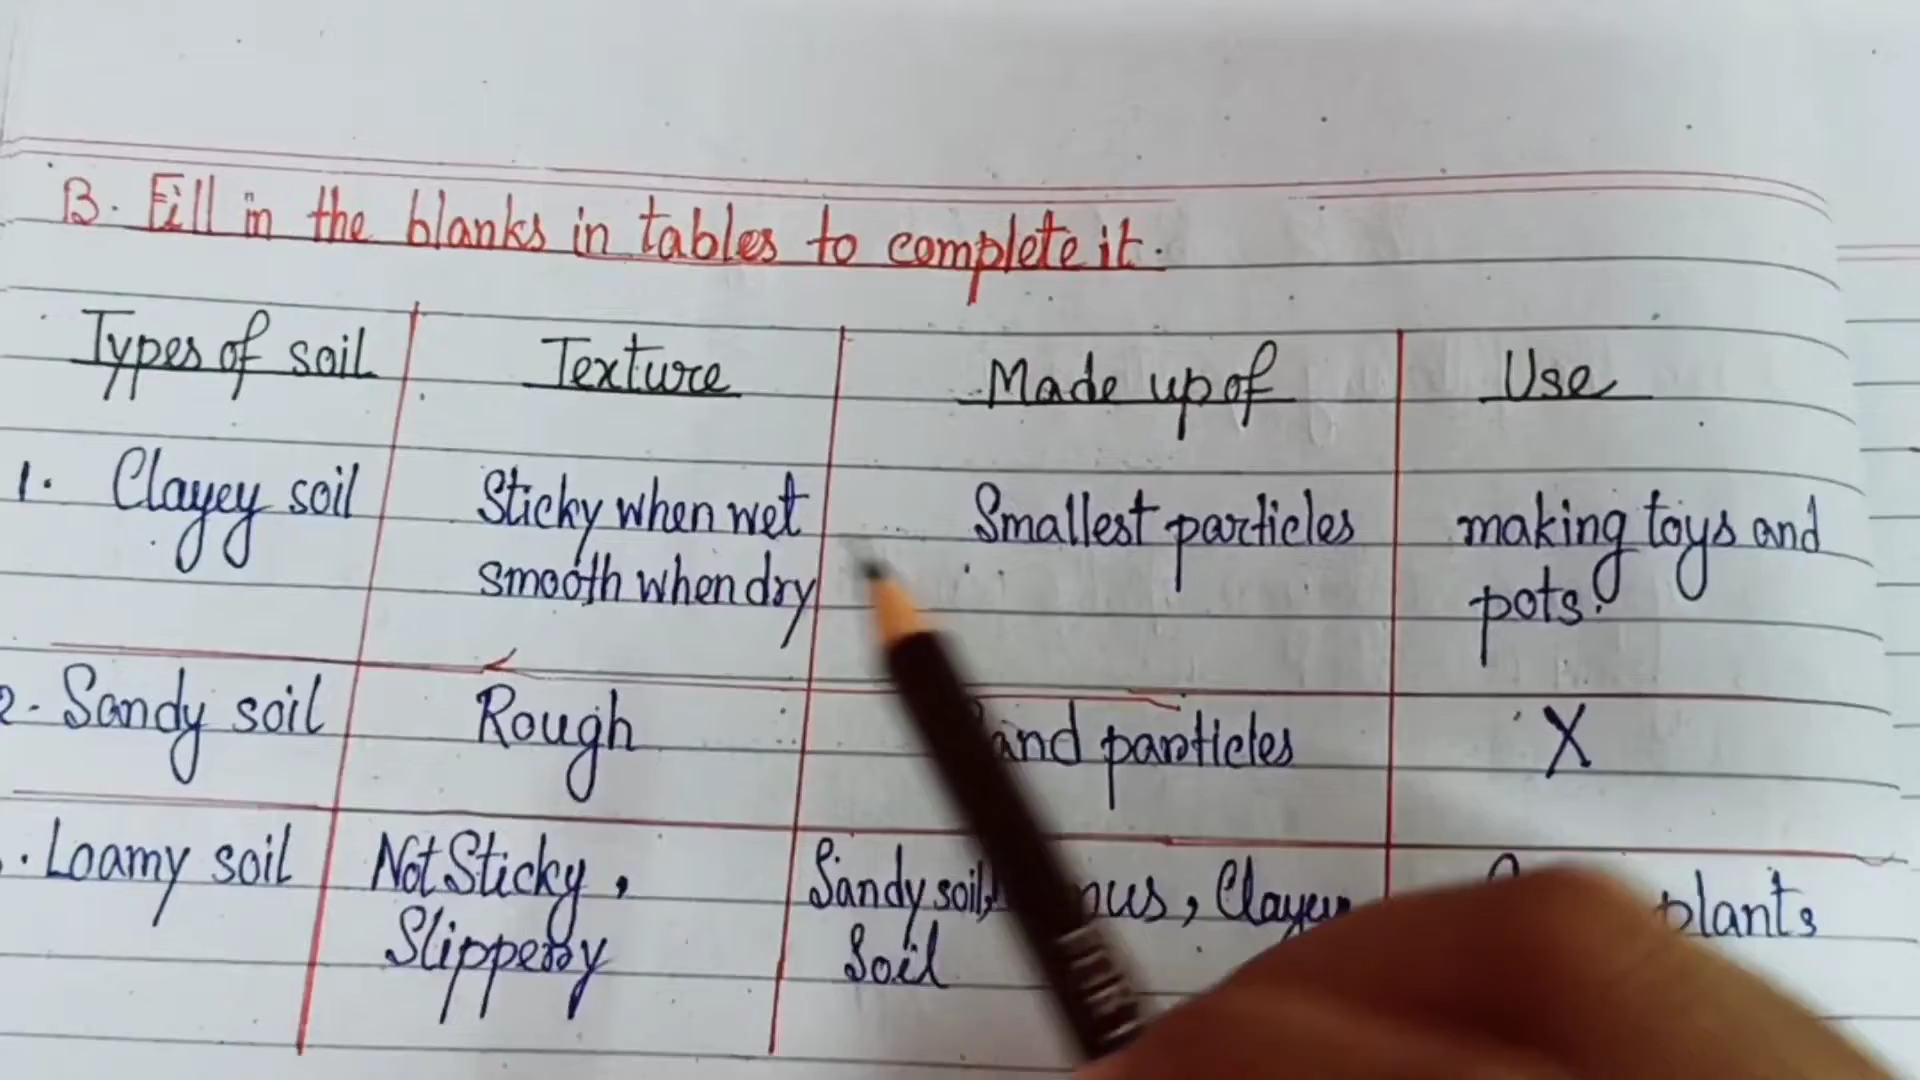 B. Fill in the blanks in tables to complete it.
Types of soil Texture Made up of Use
1. Clayey soil Sticky when wet Smallest particles making toys and
smooth when dry pots.
2. Sandy soil Rough particles X
. Loamy soil Not Sticky, Sandy soil, Clayey plants
Slippery Soil